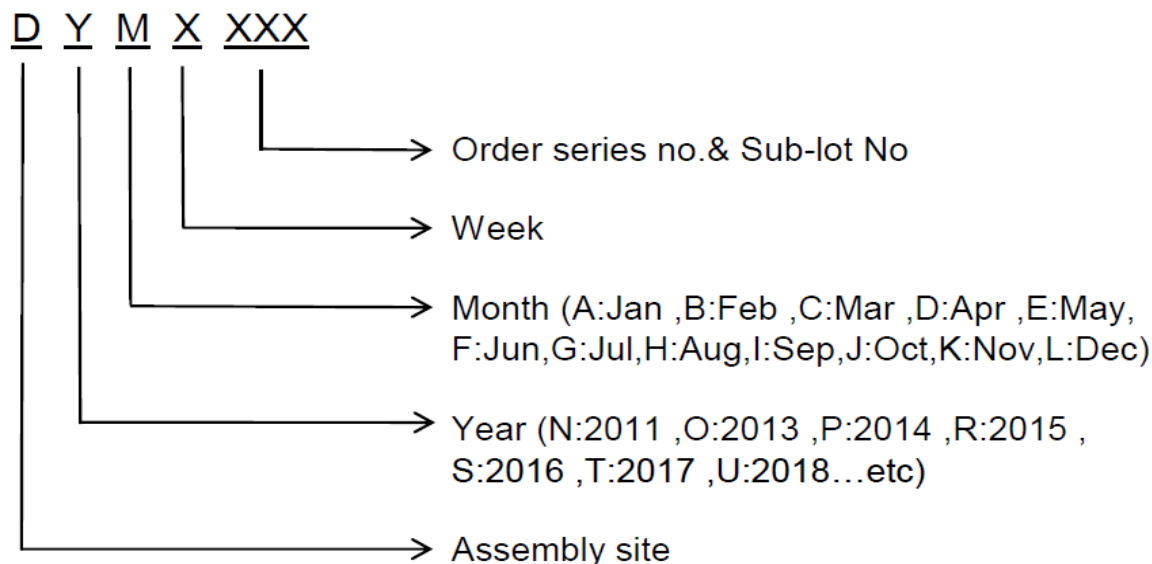 D Y M X XXX
Order series no.& Sub-lot No
Week
Month (A:Jan ,B:Feb ,C:Mar ,D:Apr ,E:May,
F:Jun,G:Jul,H:Aug,I:Sep,J:Oct,K:Nov,L:Dec)
Year (N:2011 ,O:2013 ,P:2014 ,R:2015 ,
S:2016 ,T:2017 ,U:2018...etc)
Assembly site